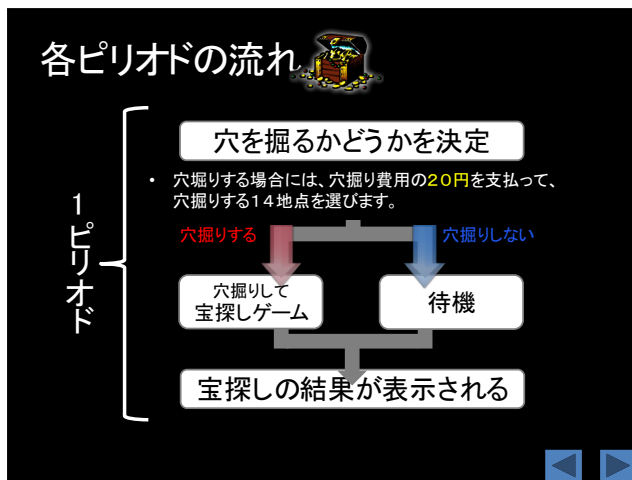 各ピリオドの流れ
1ピリオド
穴を掘るかどうかを決定
・ 穴堀りする場合には、穴掘り費用の２０円を支払って、
穴掘りする１４地点を選びます。
穴掘りする
穴掘りしない
穴掘りして
宝探しゲーム
待機
宝探しの結果が表示される